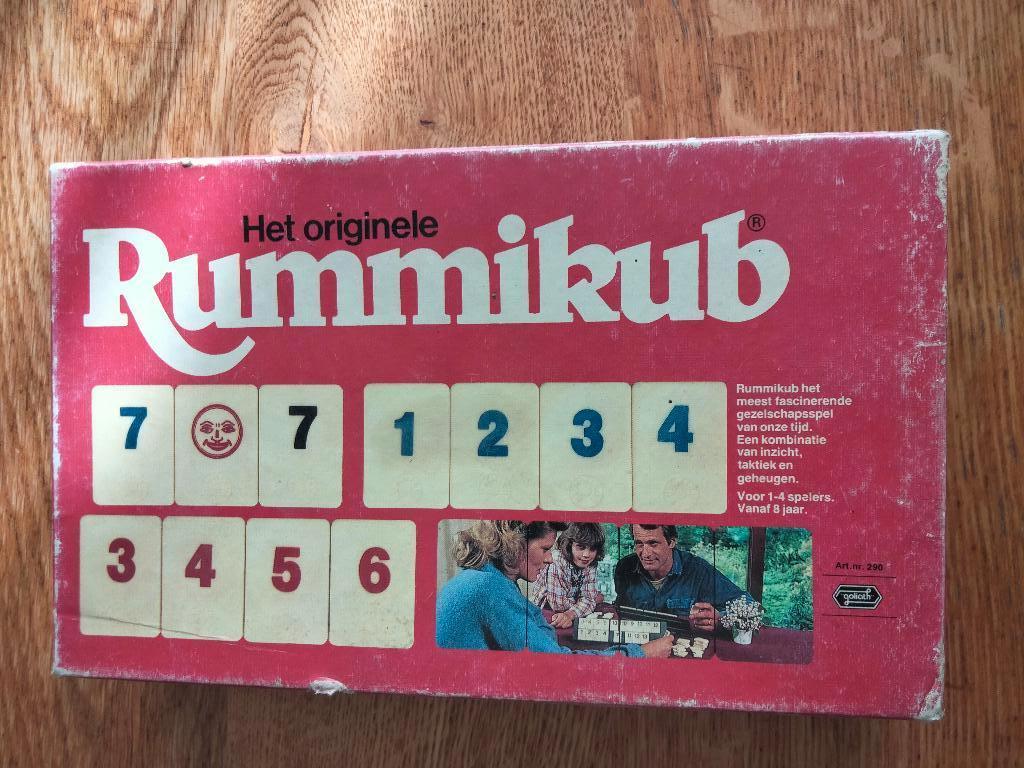 Het originele
Rummikub®
7 7
1 2 3 4
Rummikub het
meest fascinerende
gezelschapsspel
van onze tijd.
Een kombinatie
van inzicht,
taktiek en
geheugen.
Voor 1-4 spelers.
Vanaf 8 jaar.
3 4 5 6
Art.nr. 290
goliath